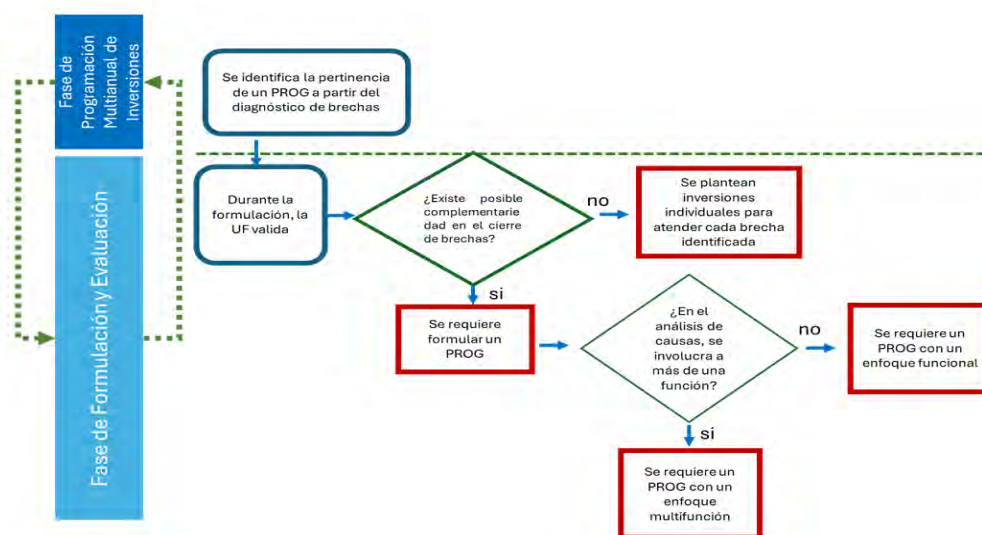 Fase de
Programación
Multianual de
Inversiones
Se identifica la pertinencia
de un PROG a partir del
diagnóstico de brechas
Fase de Formulación y Evaluación
Durante la
formulación, la
UF valida
¿Existe posible
complementarie
dad en el cierre
de brechas?
no
Se plantean
inversiones
individuales para
atender cada brecha
identificada
si
Se requiere
formular un
PROG
¿En el
análisis de
causas, se
involucra a
más de una
función?
no
Se requiere un
PROG con un
enfoque funcional
si
Se requiere un
PROG con un
enfoque
multifunción